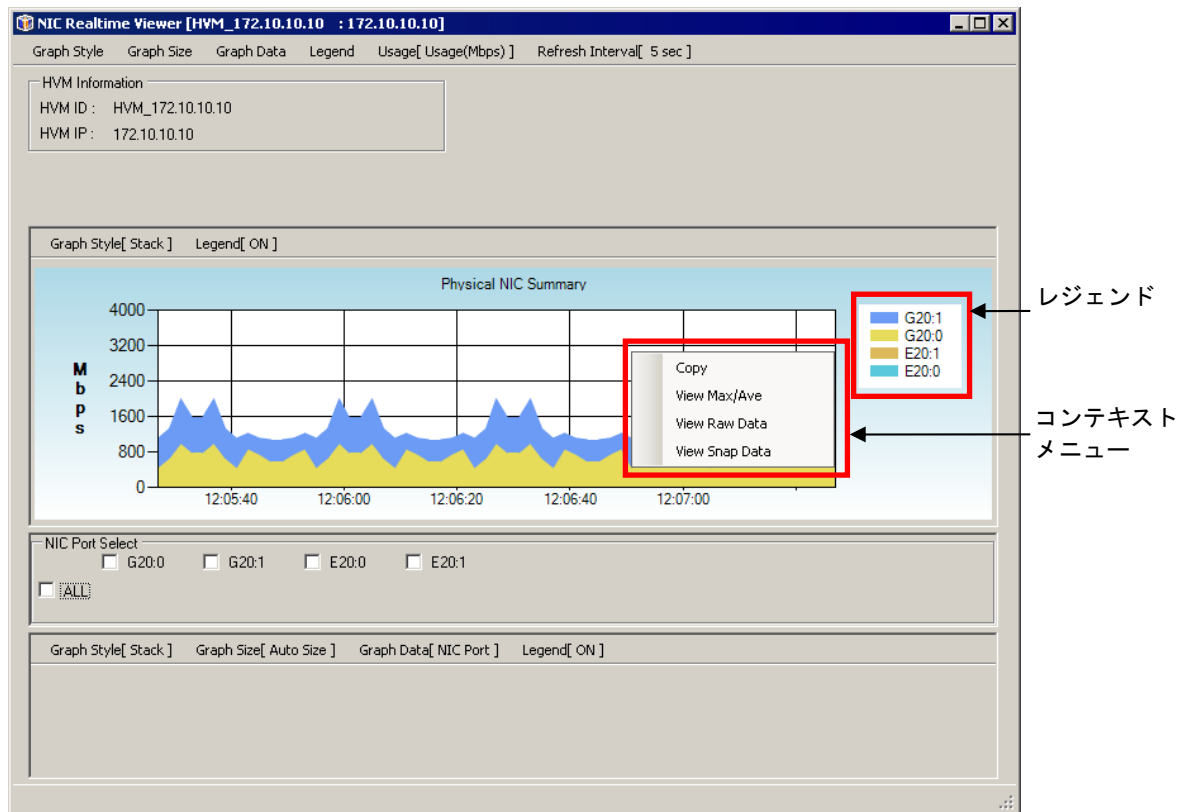 NIC Realtime Viewer [HVM_172.10.10.10 : 172.10.10.10]
Graph Style Graph Size Graph Data Legend Usage[ Usage(Mbps) ] Refresh Interval[ 5 sec ]
HVM Information
HVM ID : HVM_172.10.10.10
HVM IP : 172.10.10.10
Graph Style[ Stack ] Legend[ ON ]
Physical NIC Summary
Mbps
4000
3200
2400
1600
800
0
12:05:40 12:06:00 12:06:20 12:06:40 12:07:00
G20:1
G20:0
E20:1
E20:0
レジェンド
Copy
View Max/Ave
View Raw Data
View Snap Data
コンテキスト
メニュー
NIC Port Select
G20:0 G20:1 E20:0 E20:1
ALL
Graph Style[ Stack ] Graph Size[ Auto Size ] Graph Data[ NIC Port ] Legend[ ON ]